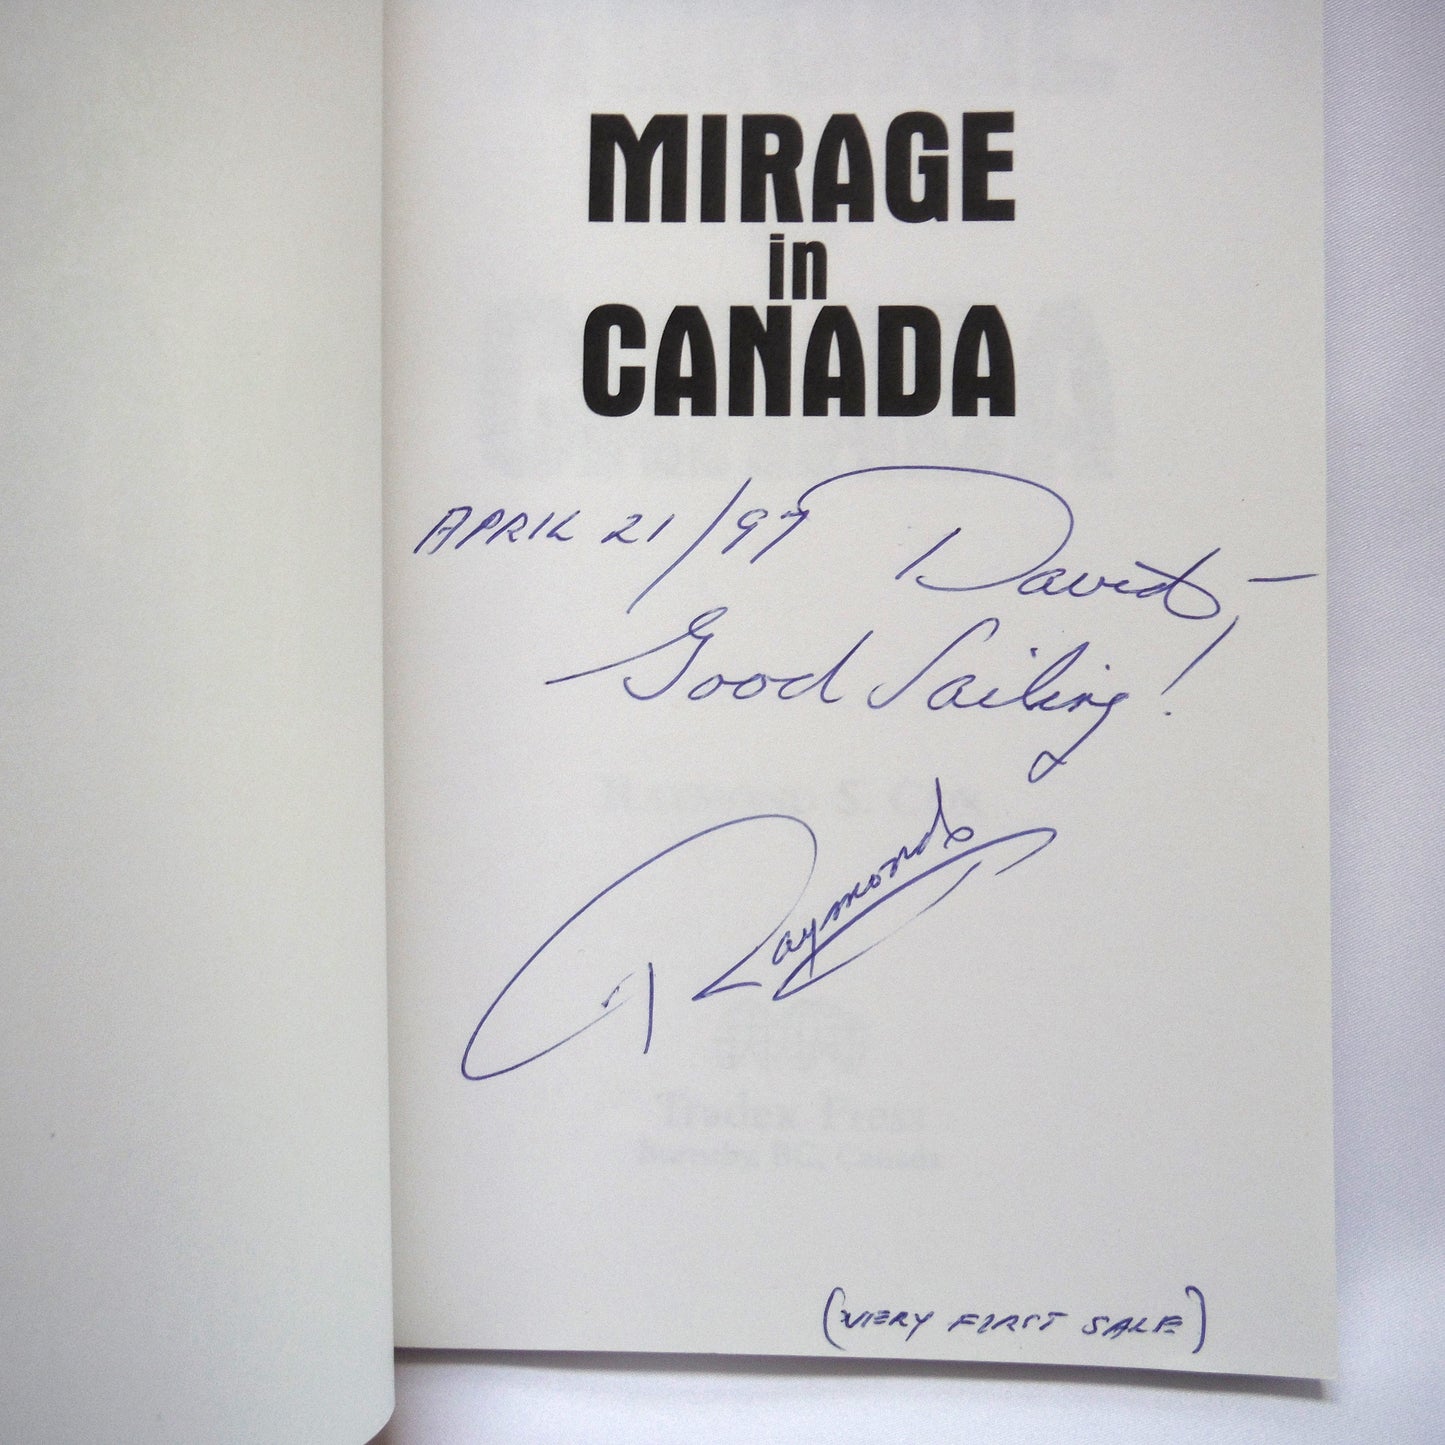 MIRAGE
in
CANADA
APRIL 21/97 David, –
– Good Sailing!
Raymond
(VERY FIRST SALE)